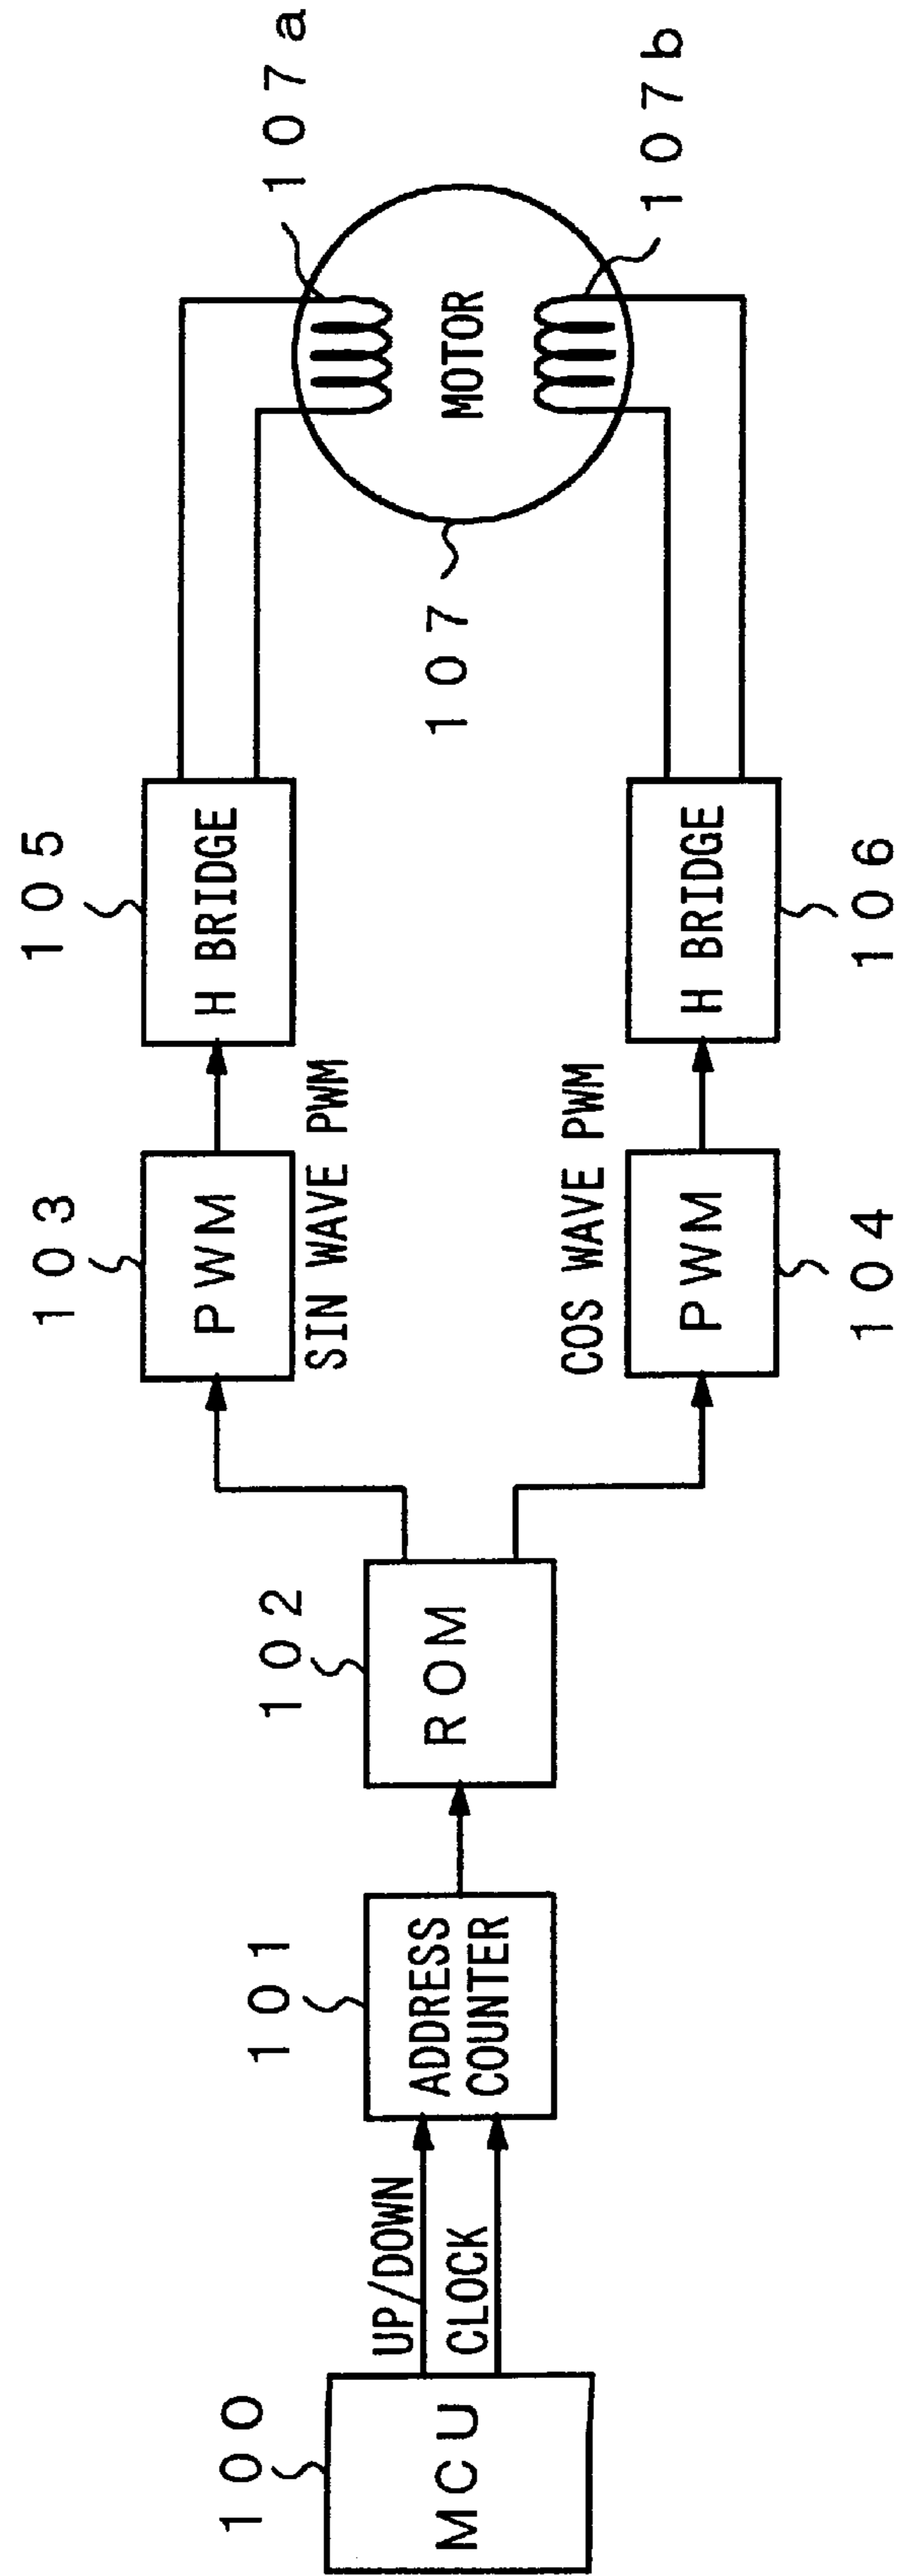 100
MCU
UP/DOWN
CLOCK
101
ADDRESS
COUNTER
102
ROM
103
PWM
SIN WAVE PWM
105
H BRIDGE
COS WAVE PWM
PWM
104
H BRIDGE
106
107
MOTOR
107a
107b